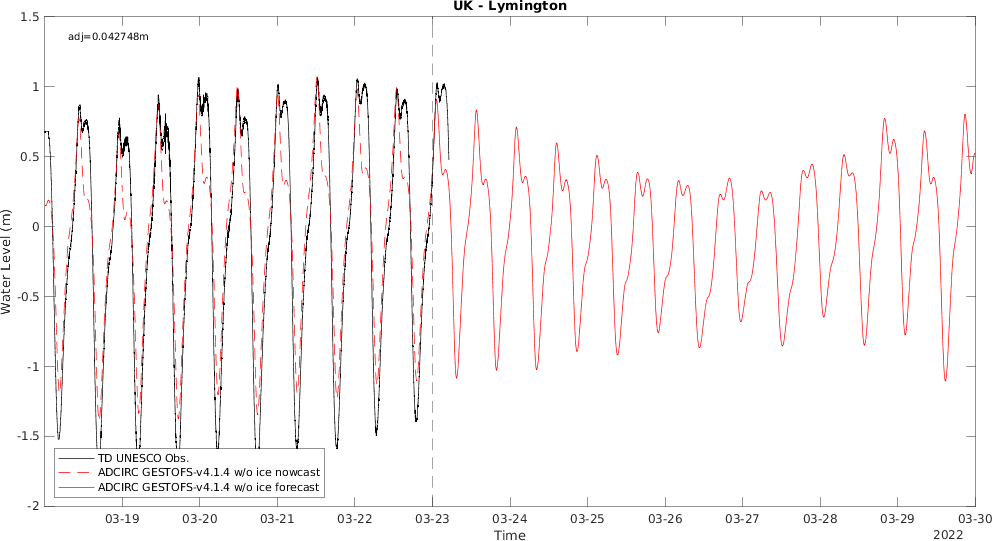 UK - Lymington
adj=0.042748m
1.5
1
0.5
0
-0.5
-1
-1.5
-2
Water Level (m)
TD UNESCO Obs.
ADCIRC GESTOFS-v4.1.4 w/o ice nowcast
ADCIRC GESTOFS-v4.1.4 w/o ice forecast
03-19 03-20 03-21 03-22 03-23 03-24 03-25 03-26 03-27 03-28 03-29 03-30
Time
2022